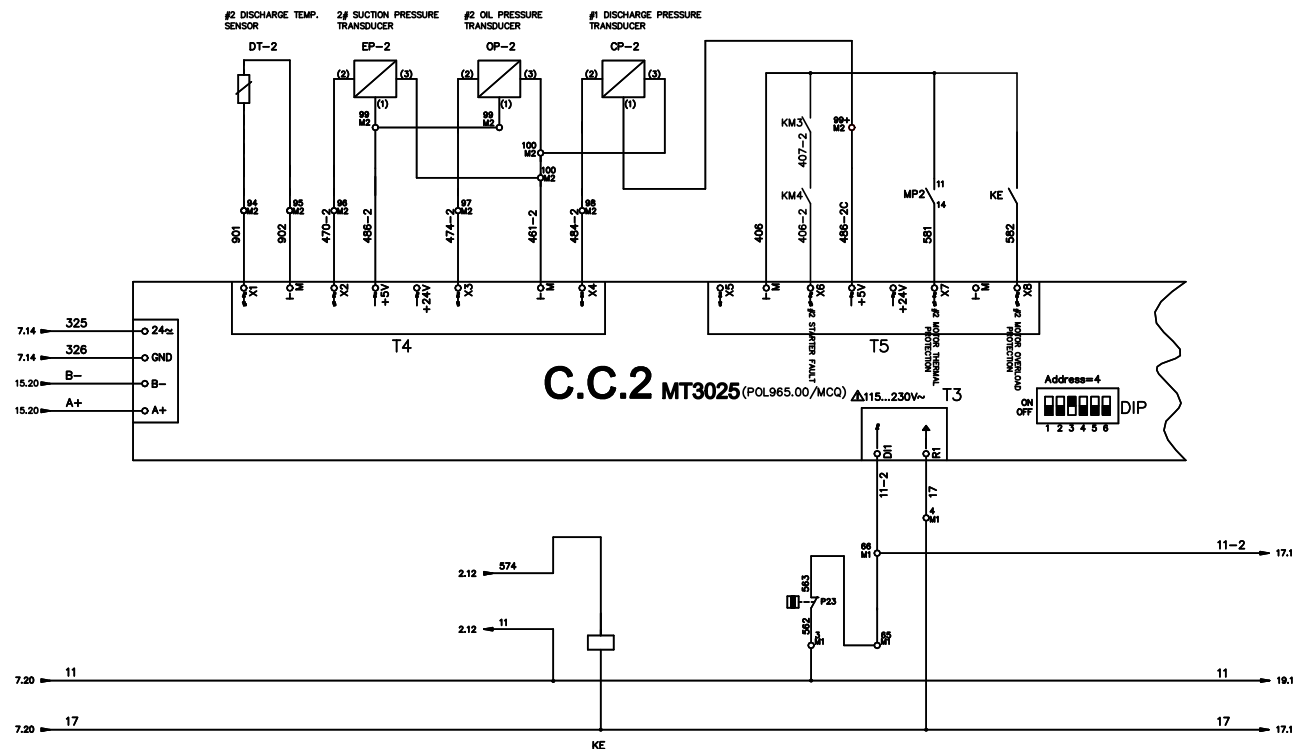 #2 DISCHARGE TEMP.
SENSOR
2# SUCTION PRESSURE
TRANSDUCER
#2 OIL PRESSURE
TRANSDUCER
#1 DISCHARGE PRESSURE
TRANSDUCER
DT-2
EP-2
OP-2
CP-2
(2)
(3)
(2)
(3)
(2)
(3)
(1)
(1)
(1)
99
M2
99
M2
KM3
99+
M2
407-2
100
M2
100
M2
KM4
MP2
11
14
KE
94
M2
95
M2
96
M2
97
M2
98
M2
901
902
470-2
486-2
474-2
461-2
484-2
406
406-2
486-2C
581
582
X1
M
X2
+5V
+24V
X3
M
X4
X5
M
X6
+5V
+24V
X7
M
X8
#2 STARTER FAULT
#2 MOTOR THERMAL
PROTECTION
#2 MOTOR OVERLOAD
PROTECTION
T4
T5
7.14
325
24~
7.14
326
GND
15.20
B-
B-
15.20
A+
A+
C.C.2 MT3025 (POL965.00/MCQ)
115...230V~
T3
Address=4
ON
OFF
DIP
1 2 3 4 5 6
DI1
R1
11-2
17
4
M1
66
M1
11-2
17.1
2.12
574
563
P23
562
2.12
11
M1
M1
7.20
11
11
19.1
7.20
17
17
17.1
KE